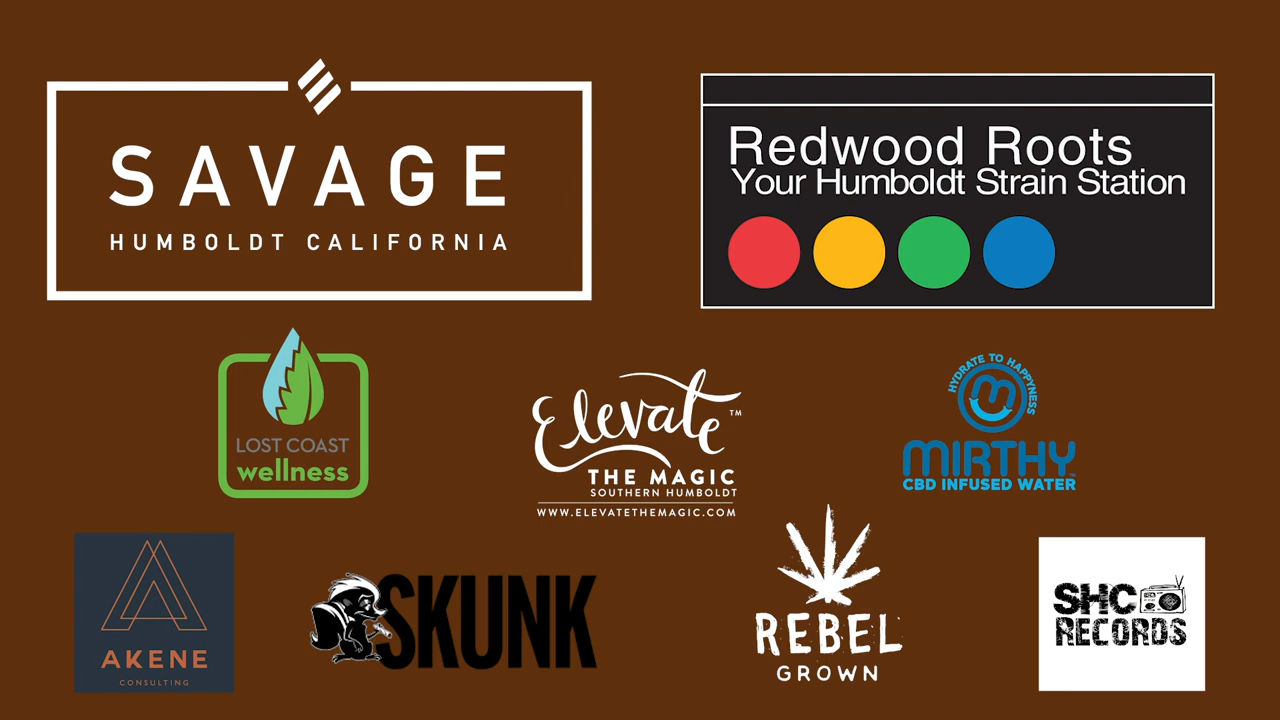 SAVAGE
HUMBOLDT CALIFORNIA
Redwood Roots
Your Humboldt Strain Station
LOST COAST
wellness
Elevate™
THE MAGIC
SOUTHERN HUMBOLDT
WWW.ELEVATETHEMAGIC.COM
HYDRATE TO HAPPYNESS
m
MIRTHY
CBD INFUSED WATER
AKENE
CONSULTING
SKUNK
REBEL
GROWN
SHC
RECORDS